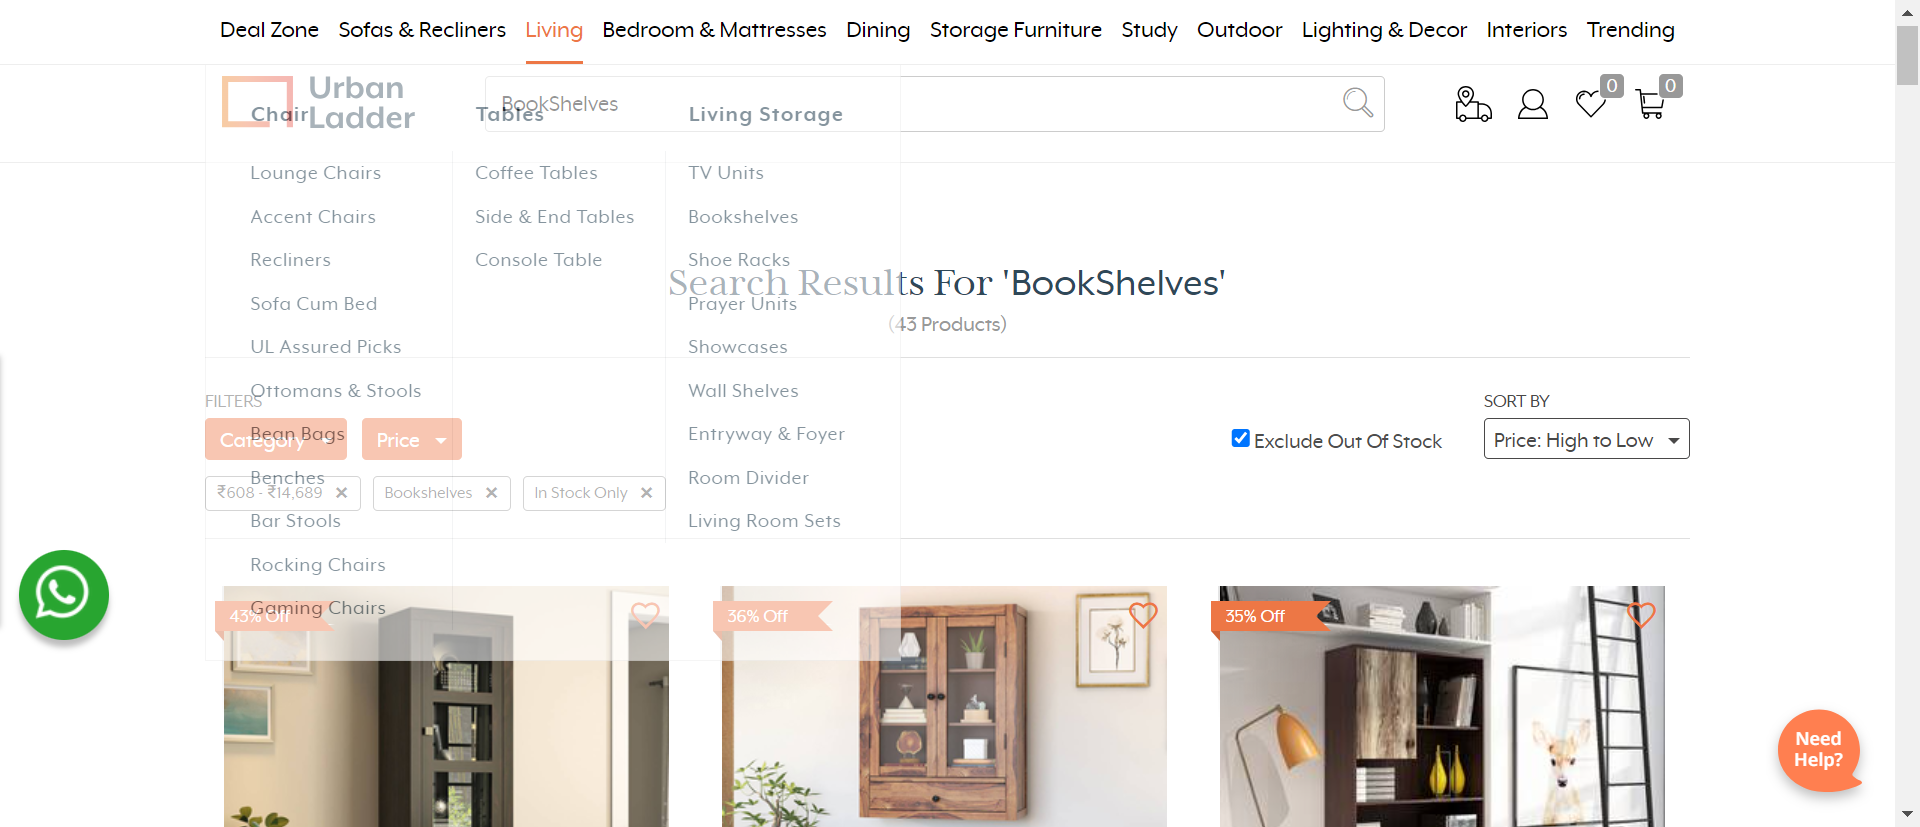 Deal Zone Sofas & Recliners Living Bedroom & Mattresses Dining Storage Furniture Study Outdoor Lighting & Decor Interiors Trending
Urban
Ladder
BookShelves
0
0
Chair
Tables
Living Storage
Lounge Chairs
Accent Chairs
Recliners
Sofa Cum Bed
UL Assured Picks
Ottomans & Stools
Bean Bags
Benches
Bar Stools
Rocking Chairs
Gaming Chairs
Coffee Tables
Side & End Tables
Console Table
TV Units
Bookshelves
Shoe Racks
Prayer Units
Showcases
Wall Shelves
Entryway & Foyer
Room Divider
Living Room Sets
Search Results For 'BookShelves'
(43 Products)
FILTERS
Category
Price
Exclude Out Of Stock
SORT BY
Price: High to Low
₹608 - ₹14,689 ✕
Bookshelves ✕
In Stock Only ✕
43% Off
36% Off
35% Off
Need
Help?